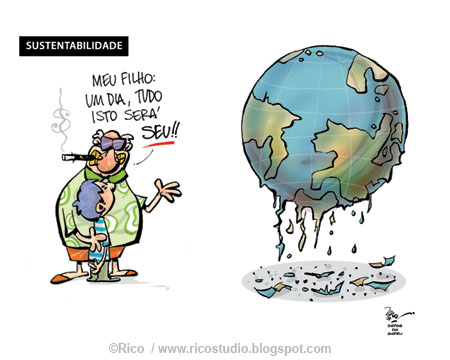 SUSTENTABILIDADE
MEU FILHO:
UM DIA, TUDO
ISTO SERÁ
SEU!!
©Rico / www.ricostudio.blogspot.com